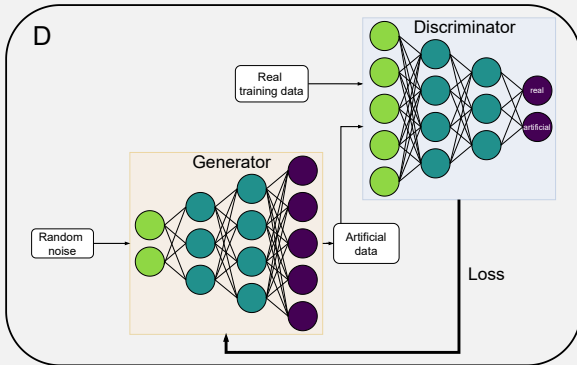 D
Discriminator
Real
training data
real
artificial
Generator
Random
noise
Artificial
data
Loss